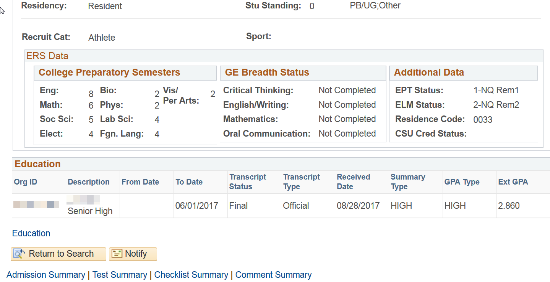 Residency: Resident Stu Standing: 0 PB/UG Other
Recruit Cat: Athlete Sport:
ERS Data
College Preparatory Semesters GE Breadth Status Additional Data
Eng: 8 Bio: 2 Vis/ Per Arts: 2 Critical Thinking: Not Completed EPT Status: 1-NQ Rem1
Math: 6 Phys: 2 English/Writing: Not Completed ELM Status: 2-NQ Rem2
Soc Sci: 5 Lab Sci: 4 Mathematics: Not Completed Residence Code: 0033
Elect: 4 Fgn. Lang: 4 Oral Communication: Not Completed CSU Cred Status:
Education
Org ID Description From Date To Date Transcript Status Transcript Type Received Date Summary Type GPA Type Ext GPA
Senior High 06/01/2017 Final Official 08/28/2017 HIGH HIGH 2.860
Education
Return to Search Notify
Admission Summary | Test Summary | Checklist Summary | Comment Summary